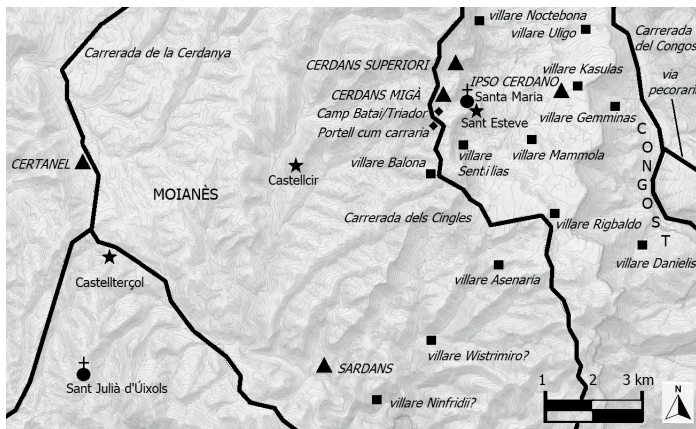 villare Noctebona
villare Uligo
Carrerada
del Congost
Carrerada de la Cerdanya
CERDANS SUPERIORI
IPSO CERDANO
villare Kasulas
via
pecoraria
CERDANS MIGÀ
Santa Maria
Camp Batai/Triador
Sant Esteve
villare Gemminas
Portell cum carraria
CONGOST
CERTANEL
villare Balona
villare
Sentílias
villare Mammola
Castellcir
MOIANÈS
Carrerada dels Cingles
villare Rigbaldo
villare Danielis
villare Asenaria
Castellterçol
villare Wistrimiro?
SARDANS
Sant Julià d'Úixols
villare Ninfridii?
1 2 3 km
N